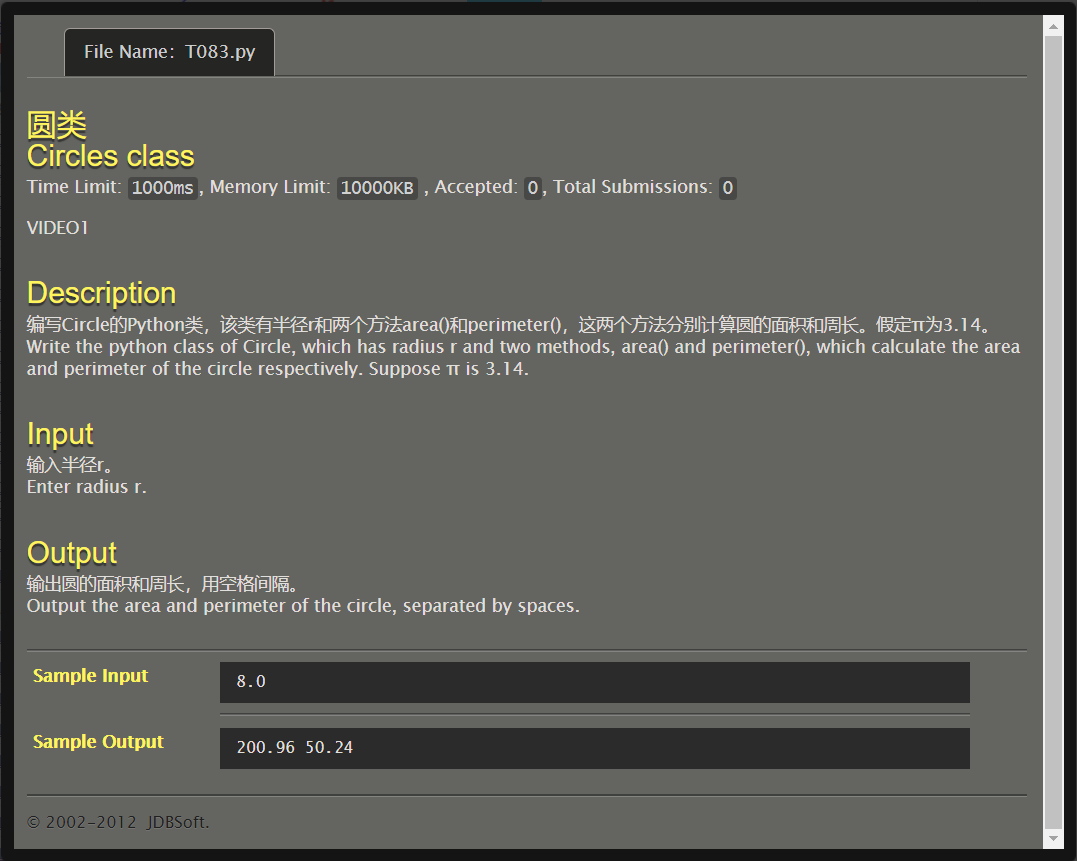 File Name: T083.py
圆类
Circles class
Time Limit: 1000ms, Memory Limit: 10000KB , Accepted: 0, Total Submissions: 0
VIDEO1
Description
编写Circle的Python类，该类有半径r和两个方法area()和perimeter()，这两个方法分别计算圆的面积和周长。假定π为3.14。
Write the python class of Circle, which has radius r and two methods, area() and perimeter(), which calculate the area
and perimeter of the circle respectively. Suppose π is 3.14.
Input
输入半径r。
Enter radius r.
Output
输出圆的面积和周长，用空格间隔。
Output the area and perimeter of the circle, separated by spaces.
Sample Input
8.0
Sample Output
200.96 50.24
© 2002-2012 JDBSoft.